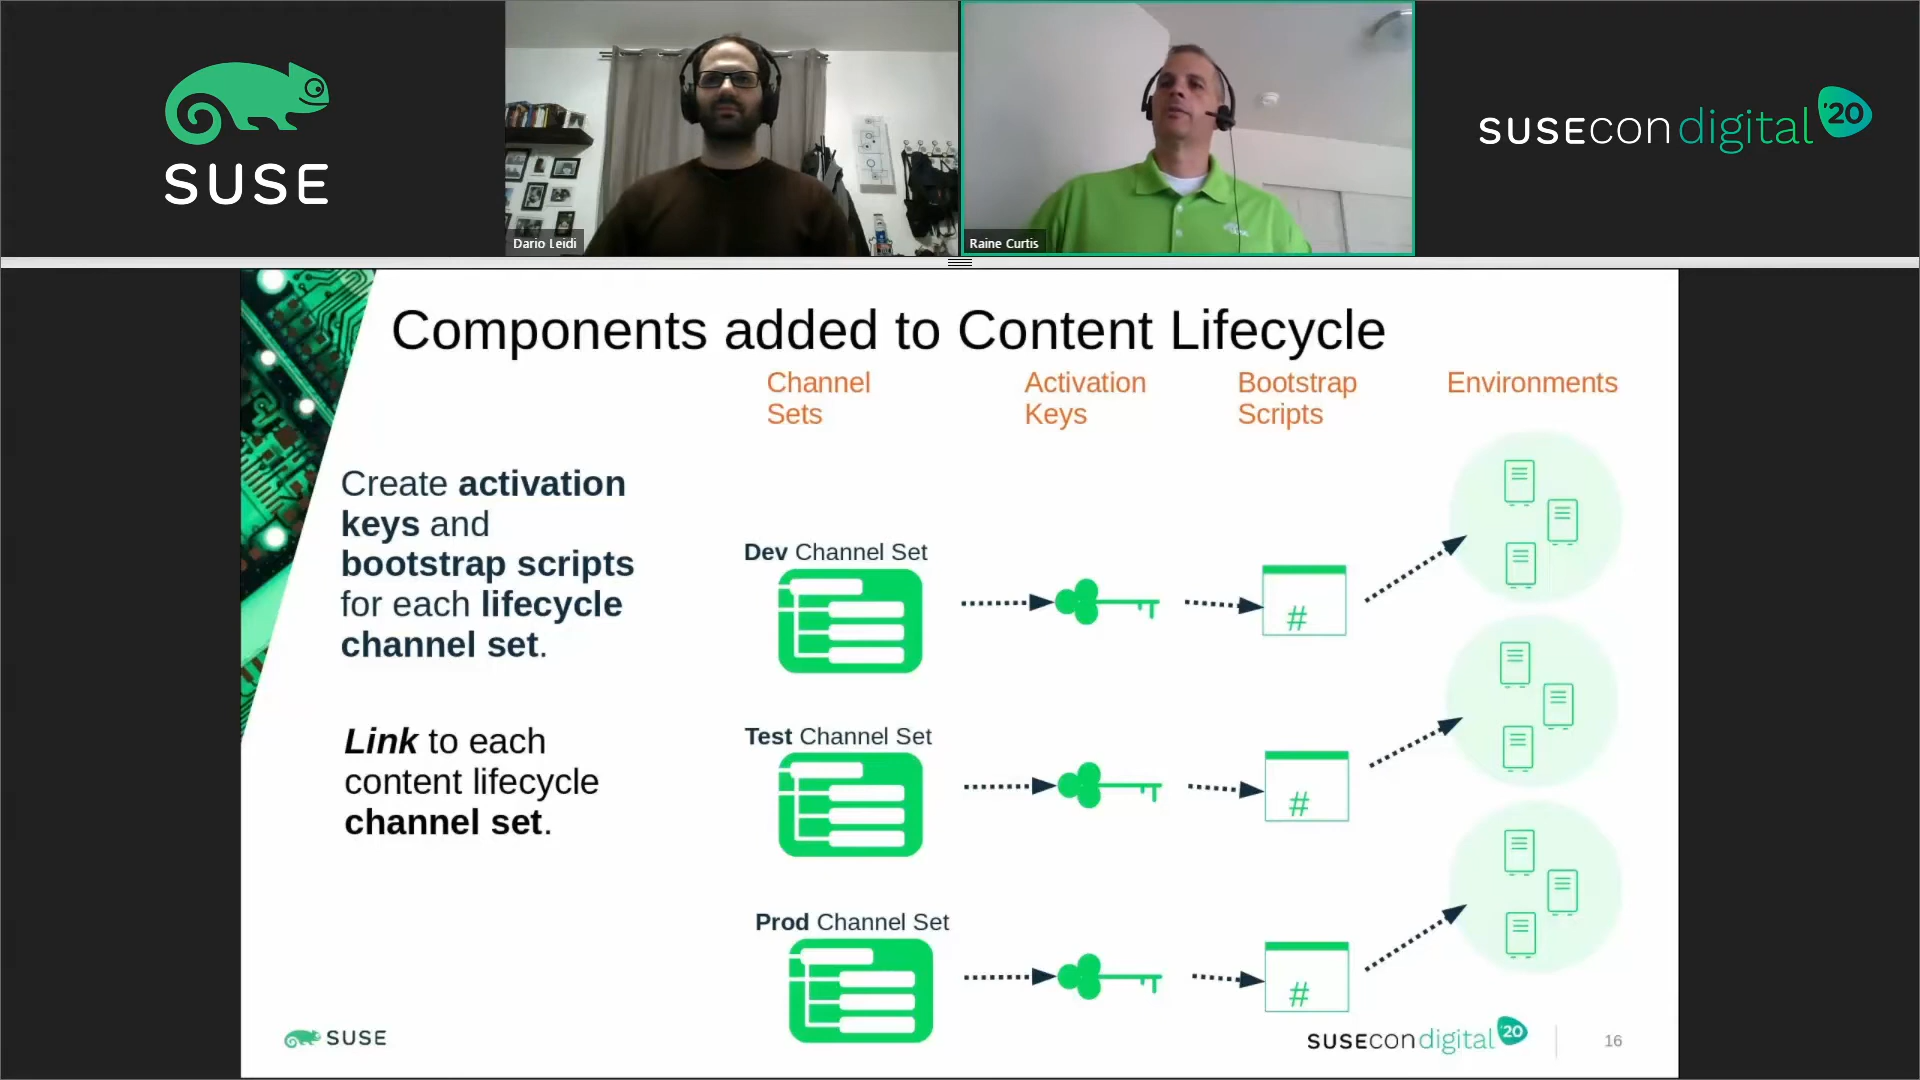 SUSE
Dario Leidi
Raine Curtis
SUSEcon digital '20
Components added to Content Lifecycle
Channel
Sets
Activation
Keys
Bootstrap
Scripts
Environments
Create activation
keys and
bootstrap scripts
for each lifecycle
channel set.
Link to each
content lifecycle
channel set.
Dev Channel Set
#
Test Channel Set
#
Prod Channel Set
#
SUSE
SUSEcon digital '20
16